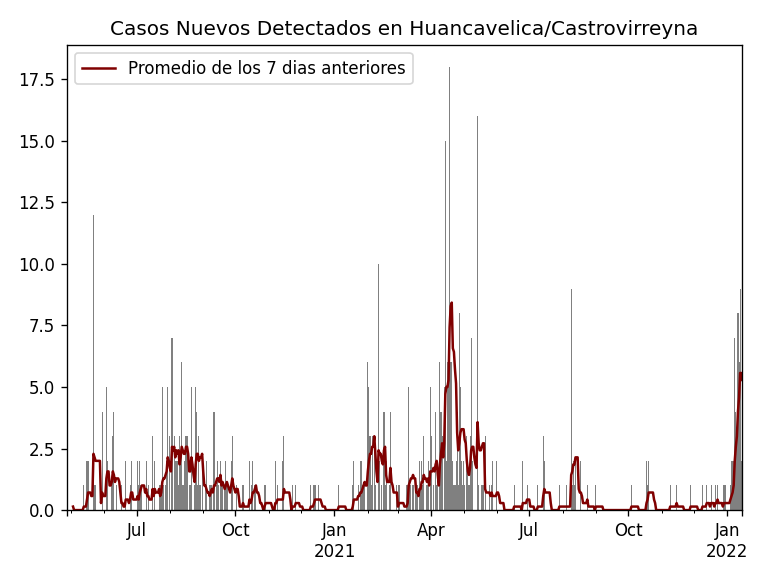 Casos Nuevos Detectados en Huancavelica/Castrovirreyna
Promedio de los 7 dias anteriores
17.5
15.0
12.5
10.0
7.5
5.0
2.5
0.0
Jul
Oct
Jan
2021
Apr
Jul
Oct
Jan
2022